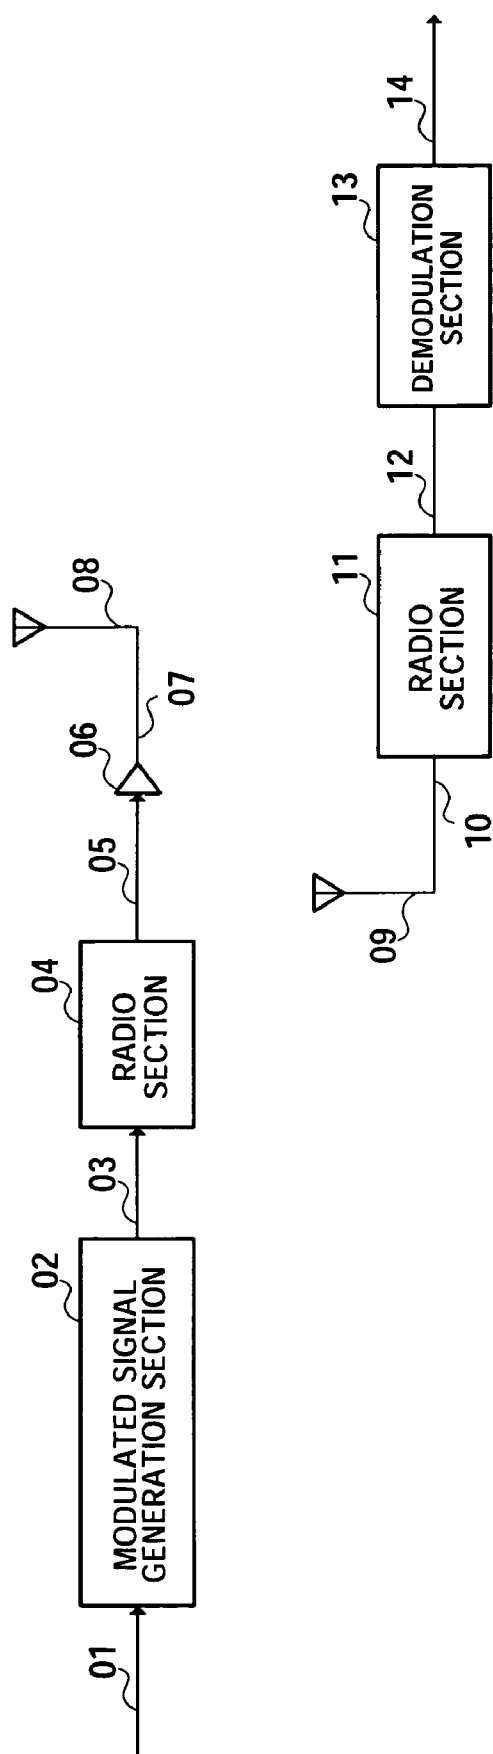 01
02
MODULATED SIGNAL
GENERATION SECTION
03
04
RADIO
SECTION
05
06
07
08
09
10
11
RADIO
SECTION
12
13
DEMODULATION
SECTION
14